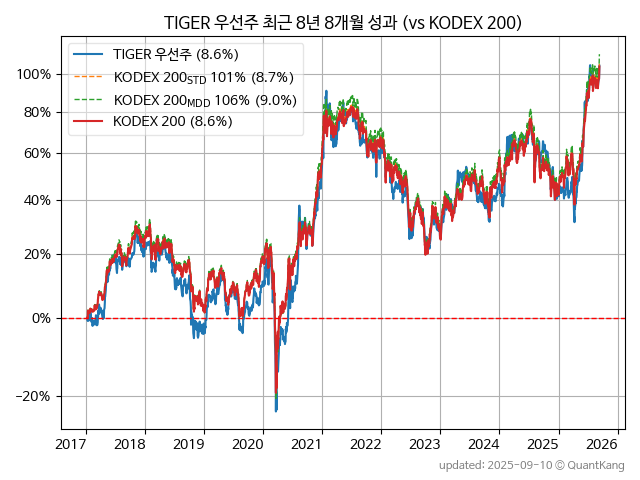 TIGER 우선주 최근 8년 8개월 성과 (vs KODEX 200)
TIGER 우선주 (8.6%)
KODEX 200STD 101% (8.7%)
KODEX 200MDD 106% (9.0%)
KODEX 200 (8.6%)
100%
80%
60%
40%
20%
0%
−20%
2017 2018 2019 2020 2021 2022 2023 2024 2025 2026
updated: 2025-09-10 © QuantKang